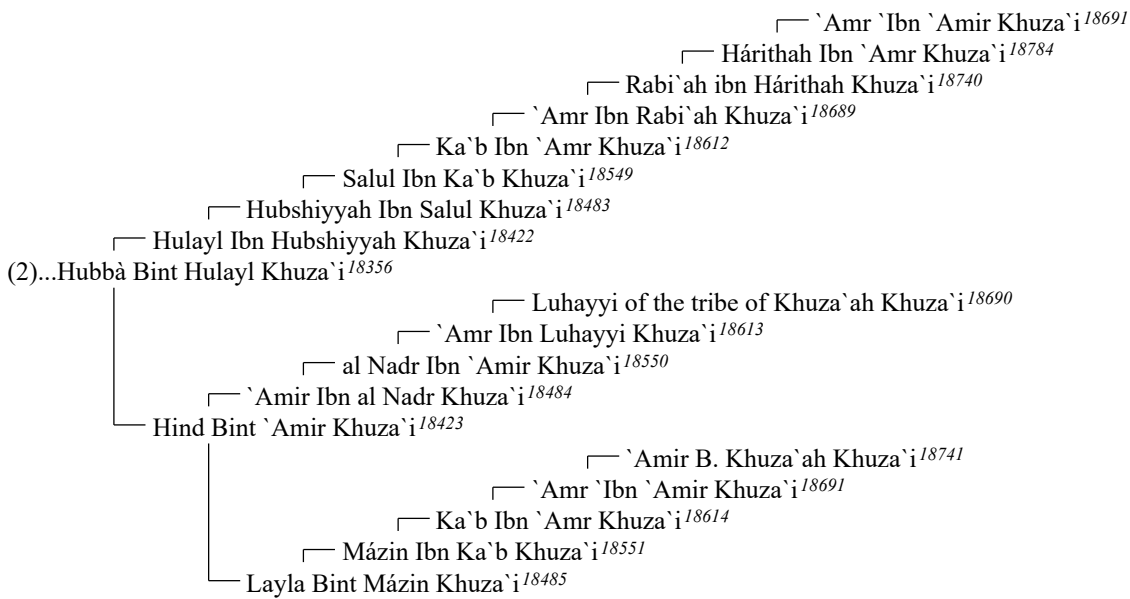 `Amr `Ibn `Amir Khuza`i18691
Hárithah Ibn `Amr Khuza`i18784
Rabi`ah ibn Hárithah Khuza`i18740
`Amr Ibn Rabi`ah Khuza`i18689
Ka`b Ibn `Amr Khuza`i18612
Salul Ibn Ka`b Khuza`i18549
Hubshiyyah Ibn Salul Khuza`i18483
Hulayl Ibn Hubshiyyah Khuza`i18422
(2)...Hubbà Bint Hulayl Khuza`i18356
Luhayyi of the tribe of Khuza`ah Khuza`i18690
`Amr Ibn Luhayyi Khuza`i18613
al Nadr Ibn `Amir Khuza`i18550
`Amir Ibn al Nadr Khuza`i18484
Hind Bint `Amir Khuza`i18423
`Amir B. Khuza`ah Khuza`i18741
`Amr `Ibn `Amir Khuza`i18691
Ka`b Ibn `Amr Khuza`i18614
Mázin Ibn Ka`b Khuza`i18551
Layla Bint Mázin Khuza`i18485